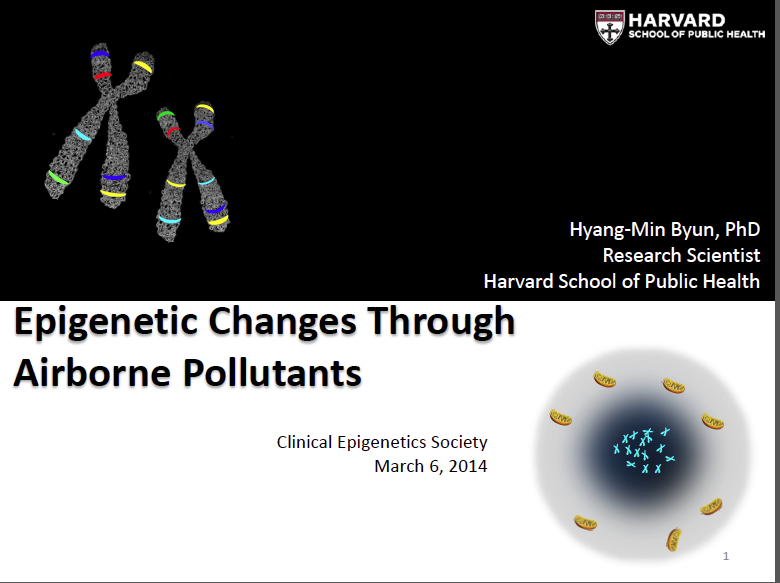 HARVARD
SCHOOL OF PUBLIC HEALTH
Hyang-Min Byun, PhD
Research Scientist
Harvard School of Public Health
Epigenetic Changes Through
Airborne Pollutants
Clinical Epigenetics Society
March 6, 2014
1